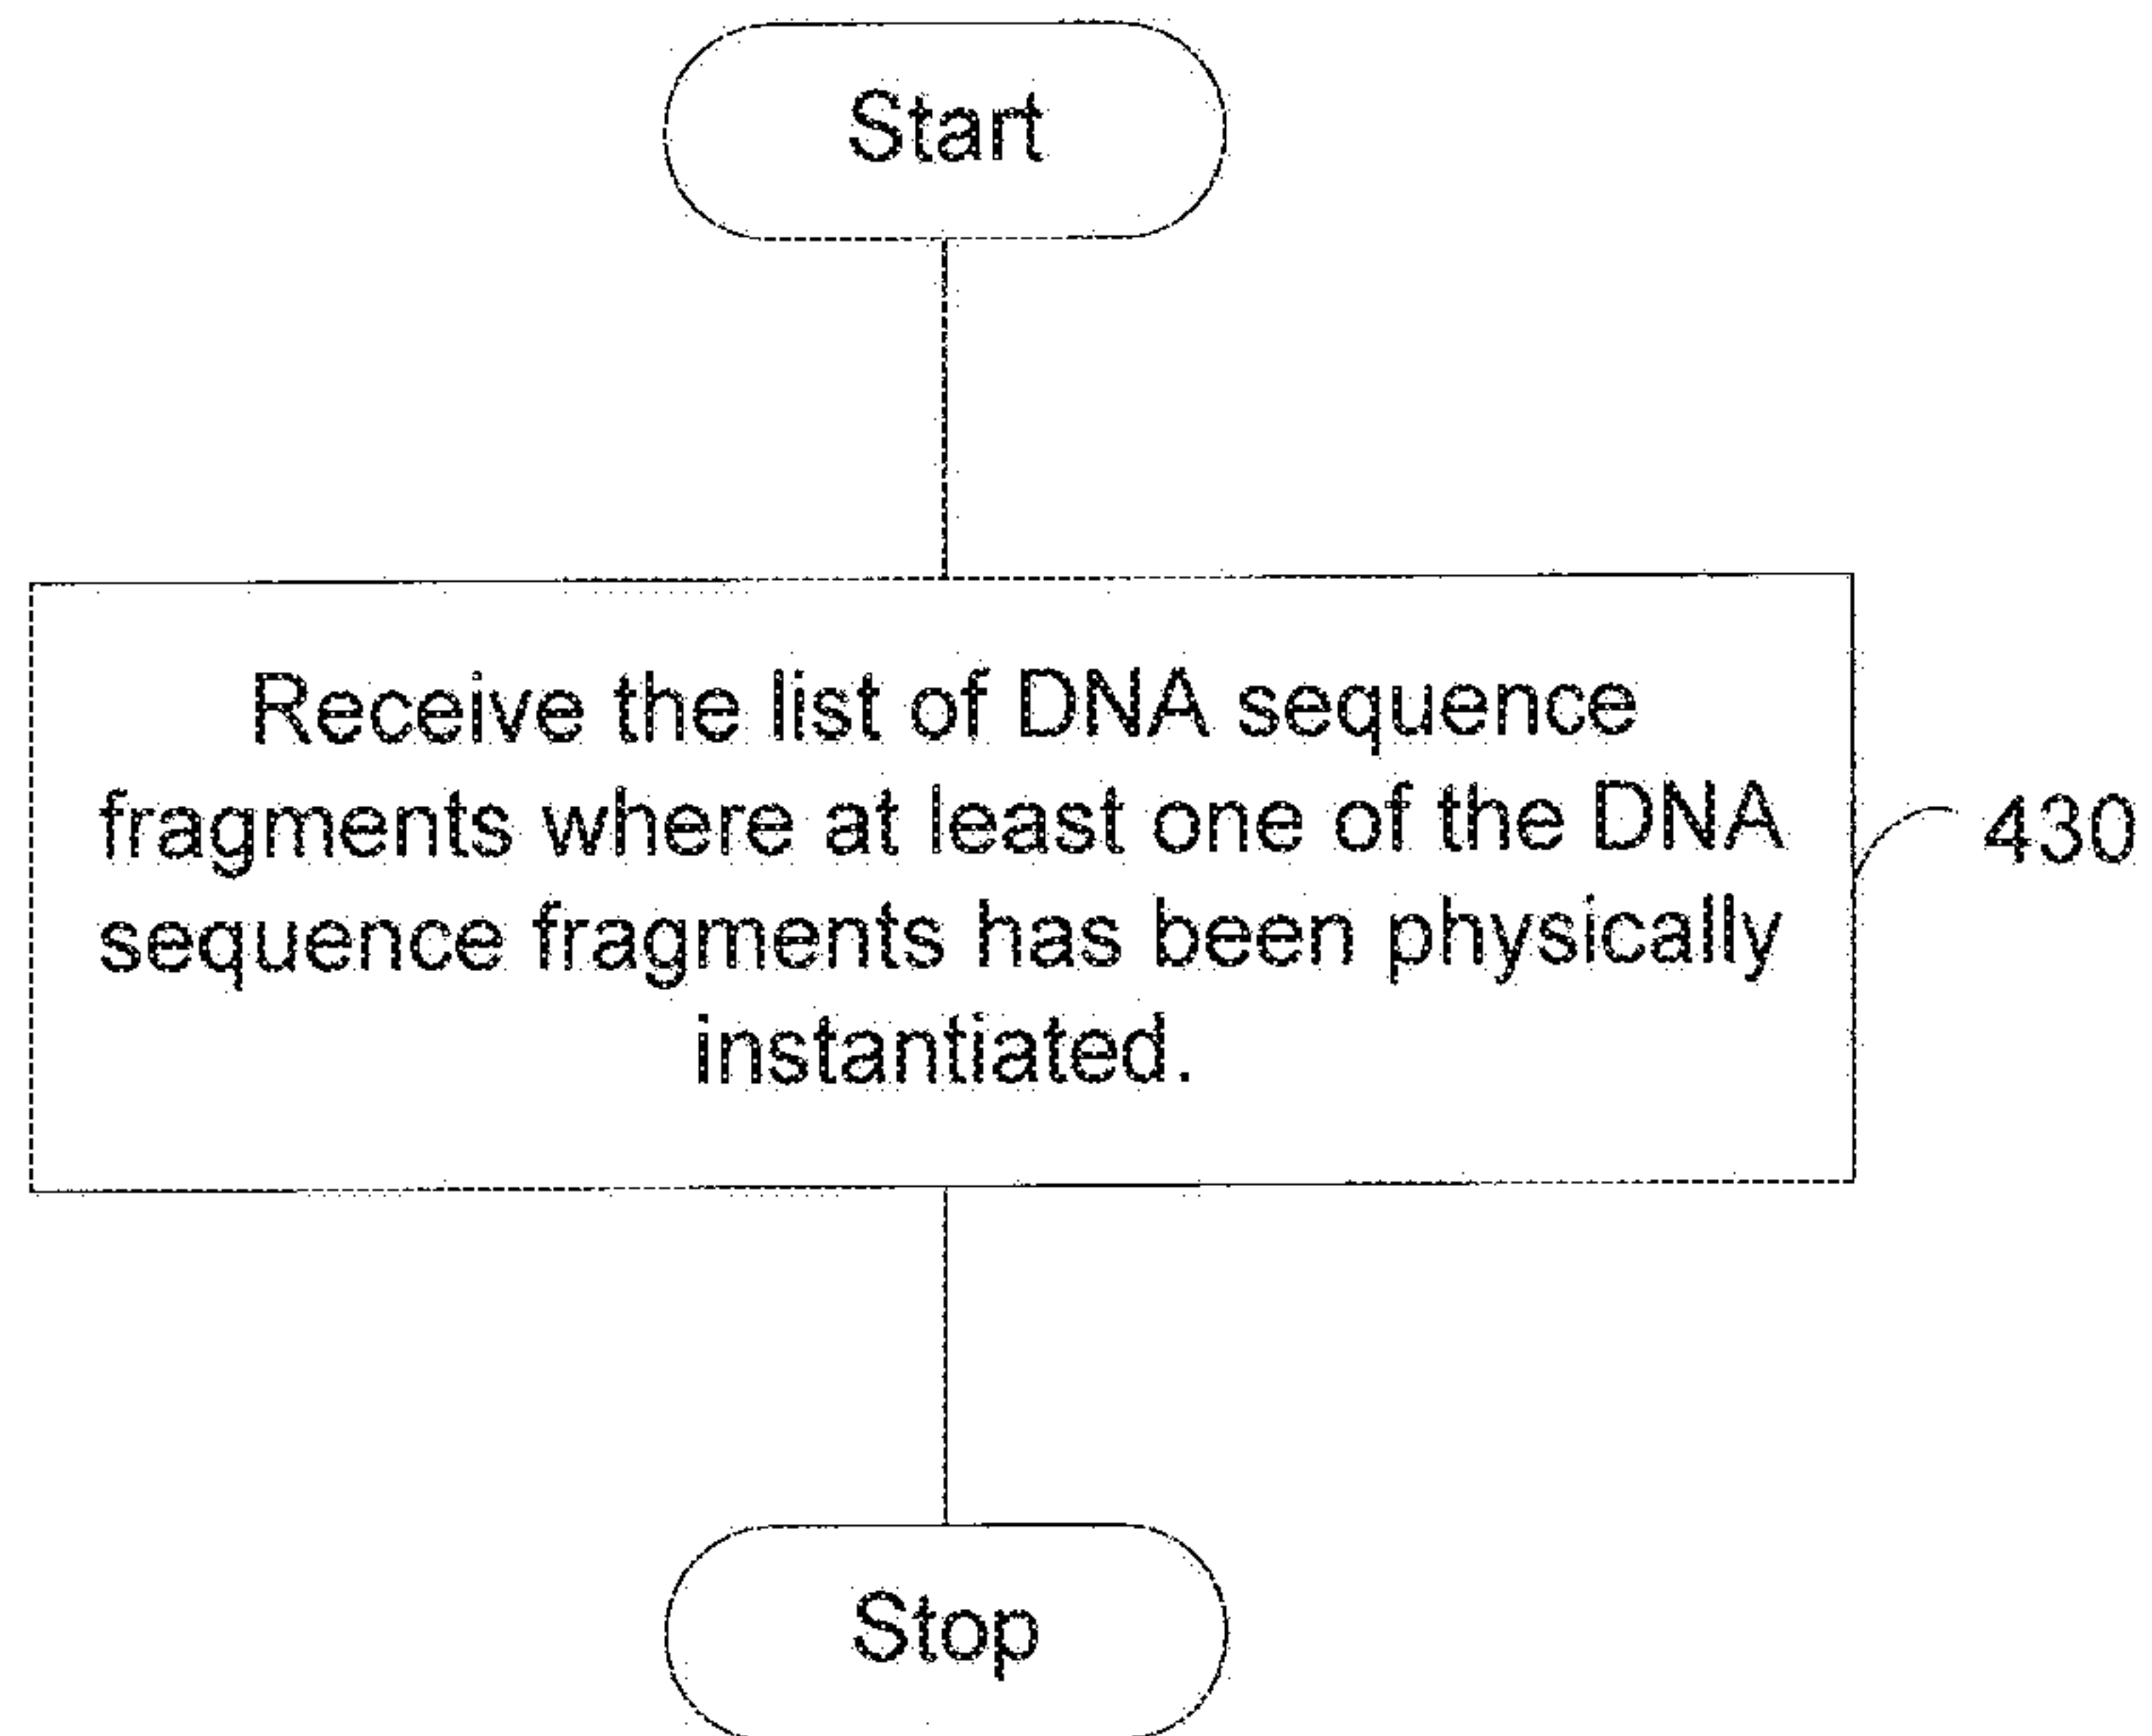 Start
Receive the list of DNA sequence
fragments where at least one of the DNA
sequence fragments has been physically
instantiated.
430
Stop